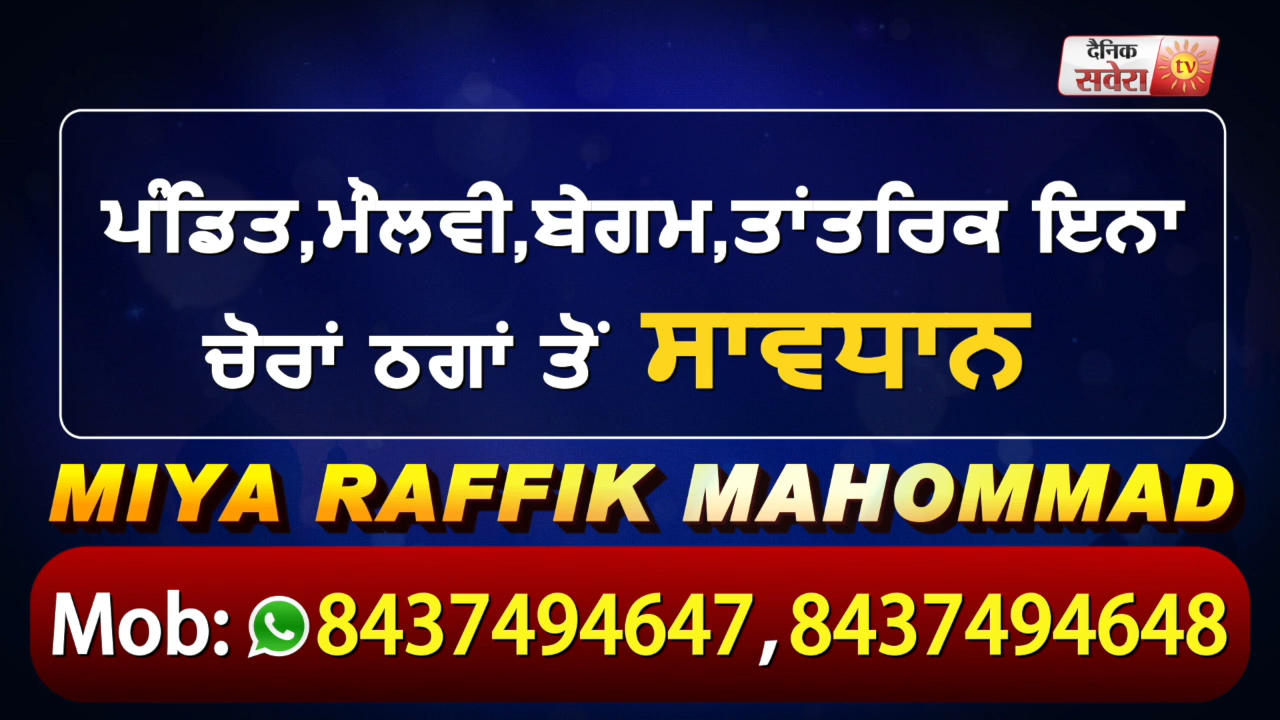 दैनिक
सवेरा tv
ਪੰਡਿਤ,ਮੌਲਵੀ,ਬੇਗਮ,ਤਾਂਤਰਿਕ ਇਨਾ
ਚੋਰਾਂ ਠਗਾਂ ਤੋਂ ਸਾਵਧਾਨ
MIYA RAFFIK MAHOMMAD
Mob: 8437494647, 8437494648